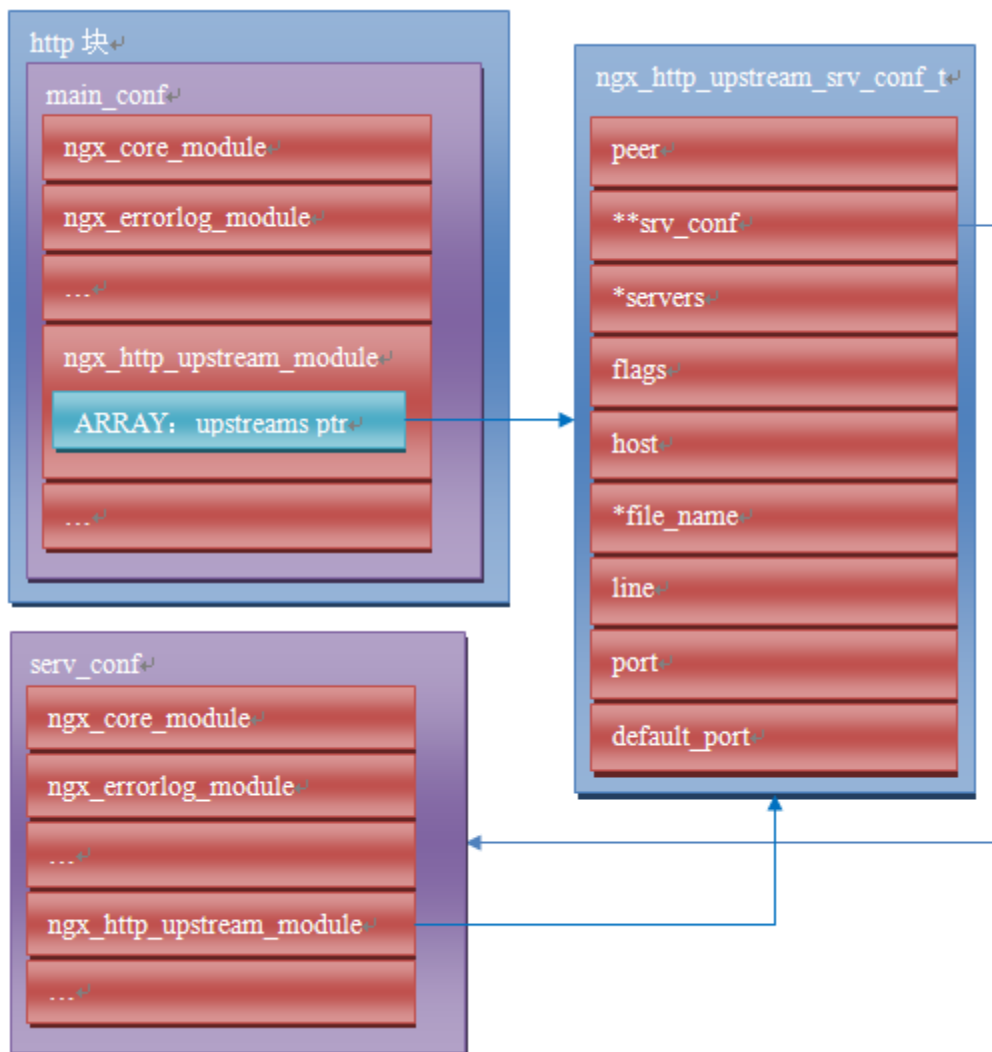 http 块
main_conf
ngx_core_module
ngx_errorlog_module
...
ngx_http_upstream_module
ARRAY： upstreams ptr
...
ngx_http_upstream_srv_conf_t
peer
**srv_conf
*servers
flags
host
*file_name
line
port
default_port
serv_conf
ngx_core_module
ngx_errorlog_module
...
ngx_http_upstream_module
...